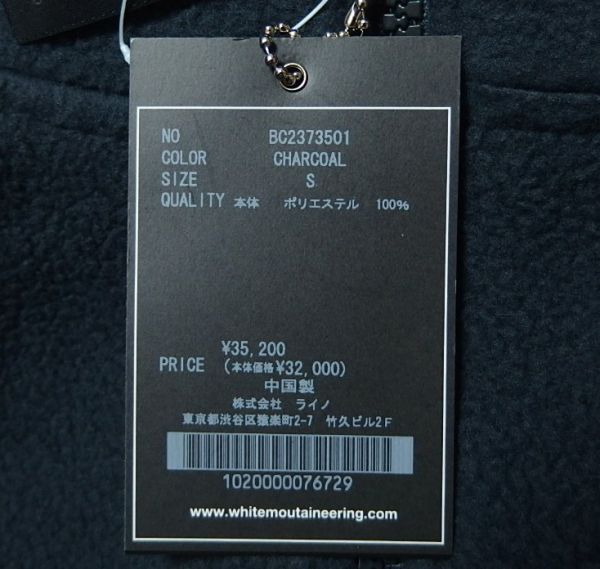 NO BC2373501
COLOR CHARCOAL
SIZE S
QUALITY 本体 ポリエステル 100%
¥35,200
PRICE (本体価格¥32,000)
中国製
株式会社 ライノ
東京都渋谷区猿楽町2-7 竹久ビル2F
1020000076729
www.whitemoutaineering.com